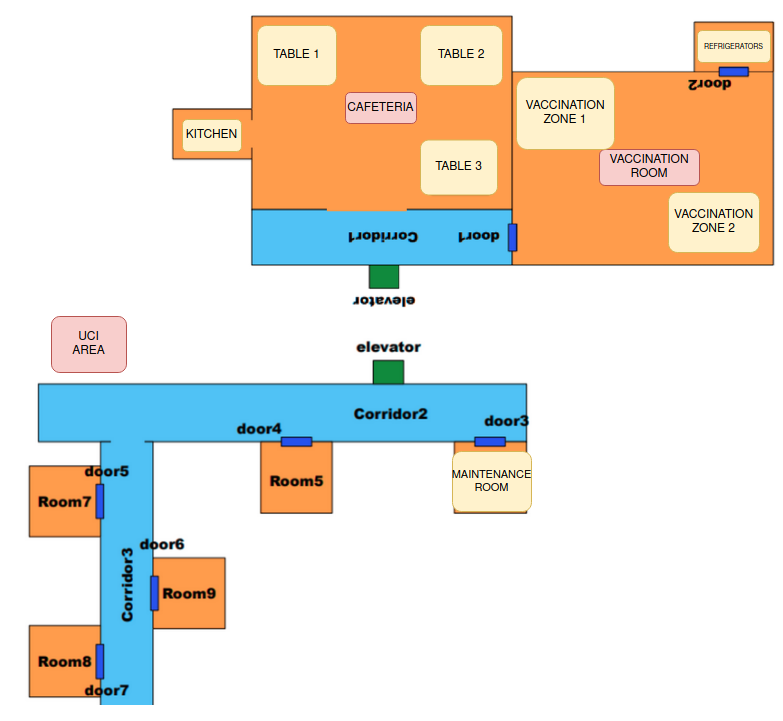 REFRIGERATORS
TABLE 1
TABLE 2
door2
CAFETERIA
VACCINATION
ZONE 1
KITCHEN
TABLE 3
VACCINATION
ROOM
VACCINATION
ZONE 2
Corridor1
door1
elevator
UCI
AREA
elevator
Corridor2
door4
door3
door5
Room5
MAINTENANCE
ROOM
Room7
door6
Corridor3
Room9
Room8
door7